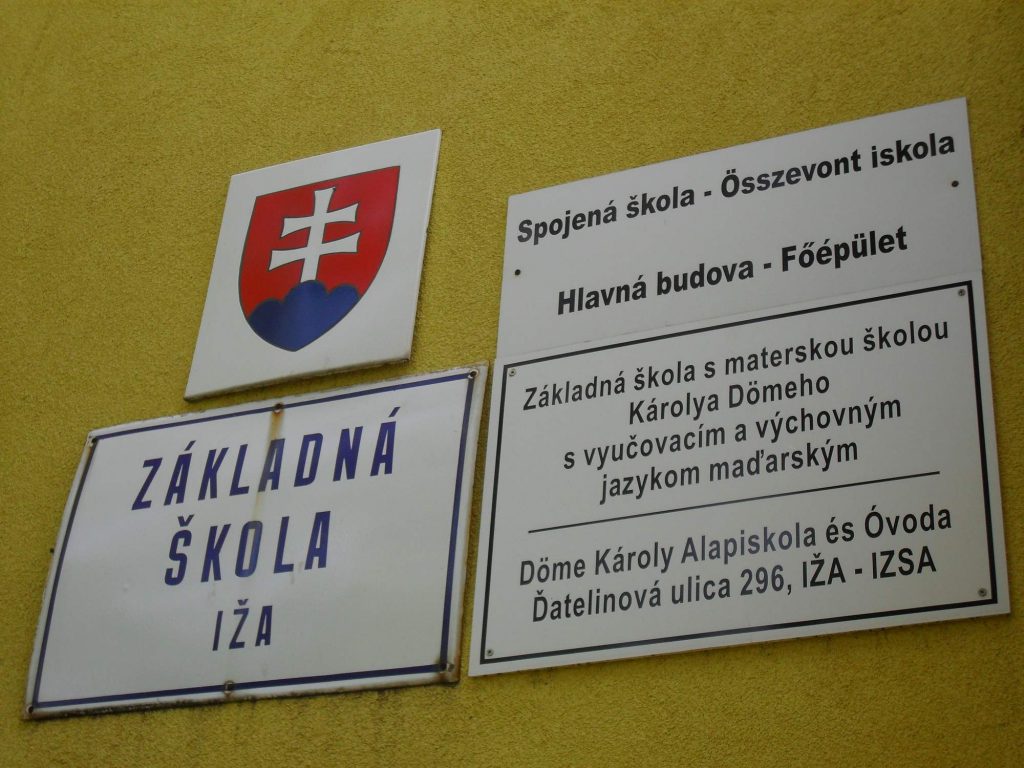 ZÁKLADNÁ
ŠKOLA
IŽA
Spojená škola - Összevont iskola
Hlavná budova - Főépület
Základná škola s materskou školou
Károlya Dömeho
s vyučovacím a výchovným
jazykom maďarským
Döme Károly Alapiskola és Óvoda
Ďatelinová ulica 296, IŽA - IZSA